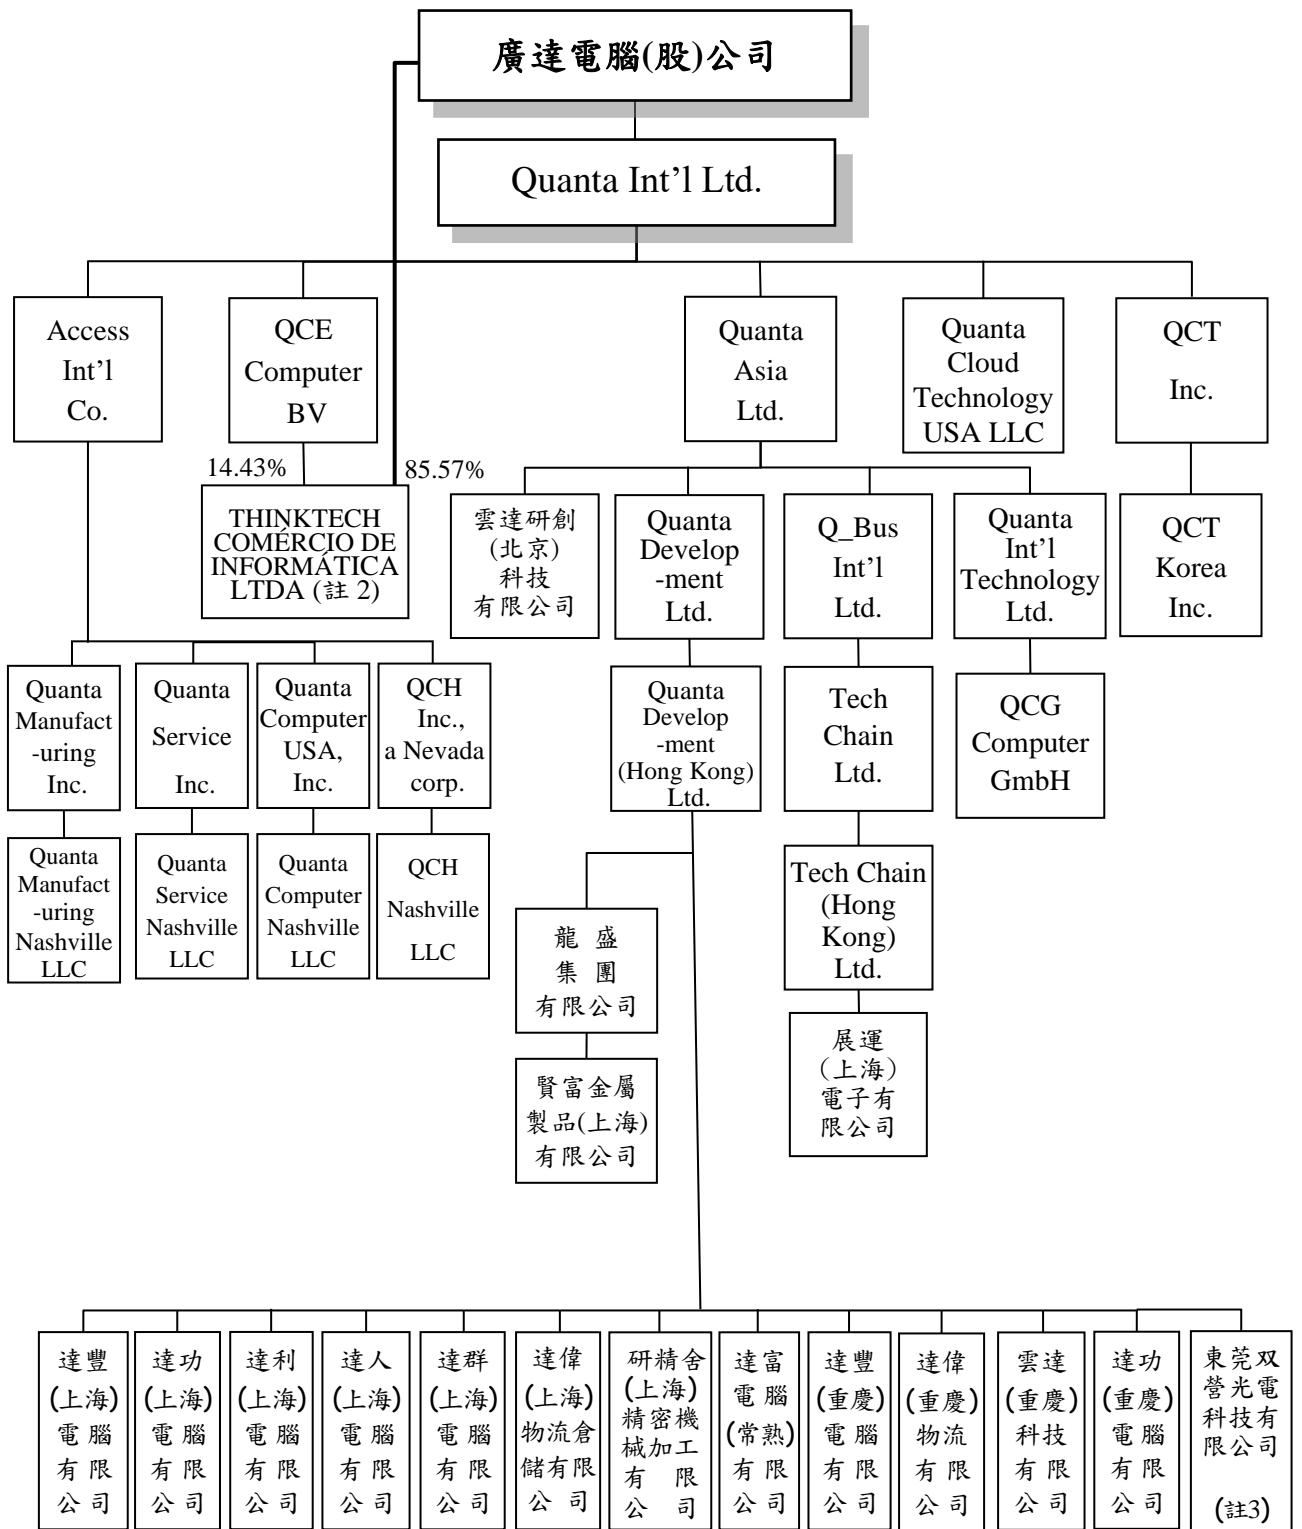 廣達電腦(股)公司
Quanta Int’l Ltd.
Access
Int’l
Co.
QCE
Computer
BV
Quanta
Asia
Ltd.
Quanta
Cloud
Technology
USA LLC
QCT
Inc.
14.43%
85.57%
THINKTECH
COMÉRCIO DE
INFORMÁTICA
LTDA (註 2)
雲達研創
(北京)
科技
有限公司
Quanta
Develop
-ment
Ltd.
Q_Bus
Int’l
Ltd.
Quanta
Int’l
Technology
Ltd.
QCT
Korea
Inc.
Quanta
Manufact
-uring
Inc.
Quanta
Service
Inc.
Quanta
Computer
USA,
Inc.
QCH
Inc.,
a Nevada
corp.
Quanta
Develop
-ment
(Hong Kong)
Ltd.
Tech
Chain
Ltd.
QCG
Computer
GmbH
Quanta
Manufact
-uring
Nashville
LLC
Quanta
Service
Nashville
LLC
Quanta
Computer
Nashville
LLC
QCH
Nashville
LLC
Tech Chain
(Hong
Kong)
Ltd.
龍 盛
集 團
有限公司
賢富金屬
製品(上海)
有限公司
展運
(上海)
電子有
限公司
達豐
(上海)
電 腦
有 限
公 司
達功
(上海)
電 腦
有 限
公 司
達利
(上海)
電 腦
有 限
公 司
達人
(上海)
電 腦
有 限
公 司
達群
(上海)
電 腦
有 限
公 司
達偉
(上海)
物流倉
儲有限
公 司
研精舍
(上海)
精密機
械加工
有 限
公 司
達富
電腦
(常熟)
有 限
公 司
達豐
(重慶)
電 腦
有 限
公 司
達偉
(重慶)
物流
有 限
公 司
雲達
(重慶)
科技
有 限
公 司
達功
(重慶)
電 腦
有 限
公 司
東莞双
營光電
科技有
限公司
(註3)